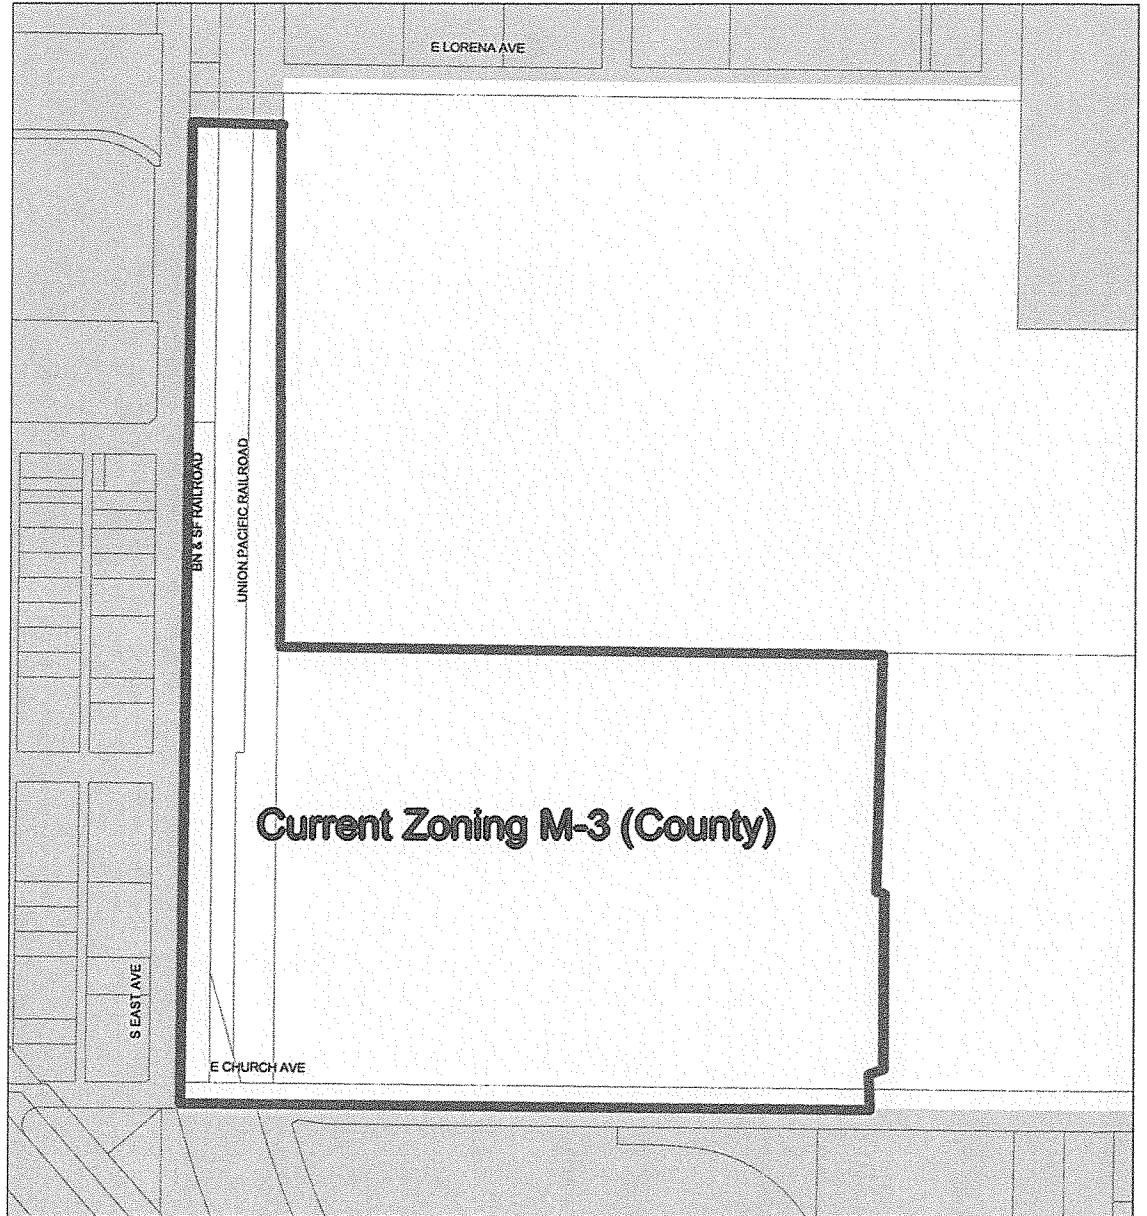 E LORENA AVE
BN & SF RAILROAD
UNION PACIFIC RAILROAD
Current Zoning M-3 (County)
S EAST AVE
E CHURCH AVE